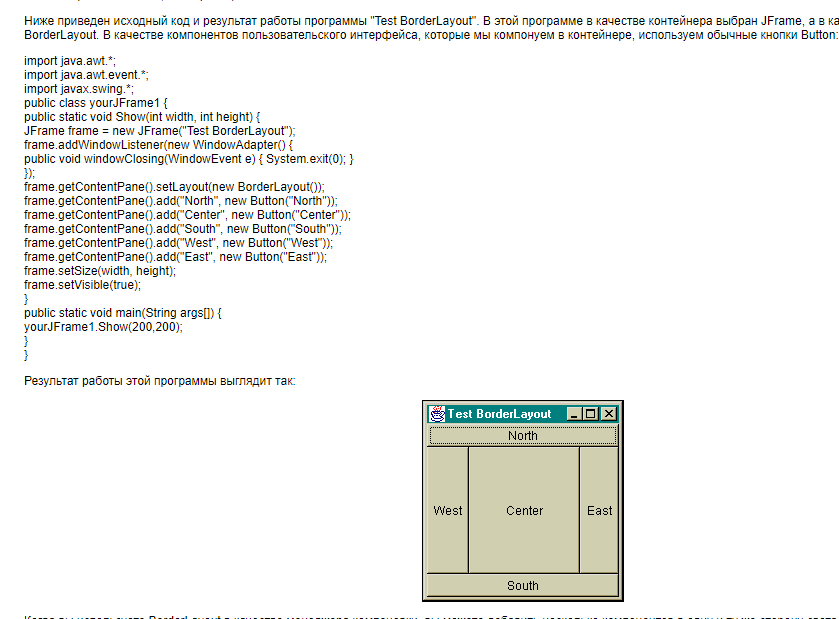 Ниже приведен исходный код и результат работы программы "Test BorderLayout". В этой программе в качестве контейнера выбран JFrame, а в
BorderLayout. В качестве компонентов пользовательского интерфейса, которые мы компонуем в контейнере, используем обычные кнопки Button:
import java.awt.*;
import java.awt.event.*;
import javax.swing.*;
public class yourJFrame1 {
public static void Show(int width, int height) {
JFrame frame = new JFrame("Test BorderLayout");
frame.addWindowListener(new WindowAdapter() {
public void windowClosing(WindowEvent e) { System.exit(0); }
});
frame.getContentPane().setLayout(new BorderLayout());
frame.getContentPane().add("North", new Button("North"));
frame.getContentPane().add("Center", new Button("Center"));
frame.getContentPane().add("South", new Button("South"));
frame.getContentPane().add("West", new Button("West"));
frame.getContentPane().add("East", new Button("East"));
frame.setSize(width, height);
frame.setVisible(true);
}
public static void main(String args[]) {
yourJFrame1.Show(200,200);
}
}
Результат работы этой программы выглядит так:
Test BorderLayout
North
West Center East
South